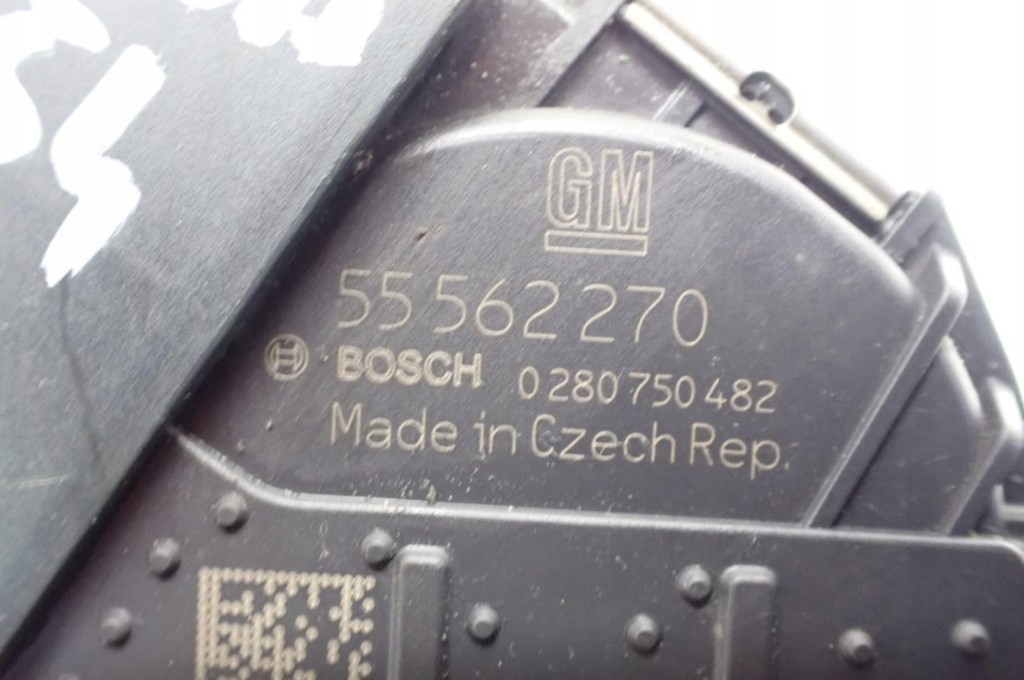 GM
55 562 270
BOSCH 0 280 750 482
Made in Czech Rep.